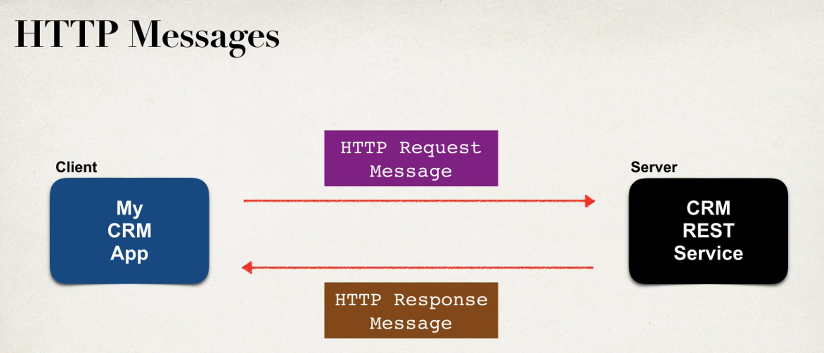 HTTP Messages
Client
My
CRM
App
HTTP Request
Message
HTTP Response
Message
Server
CRM
REST
Service